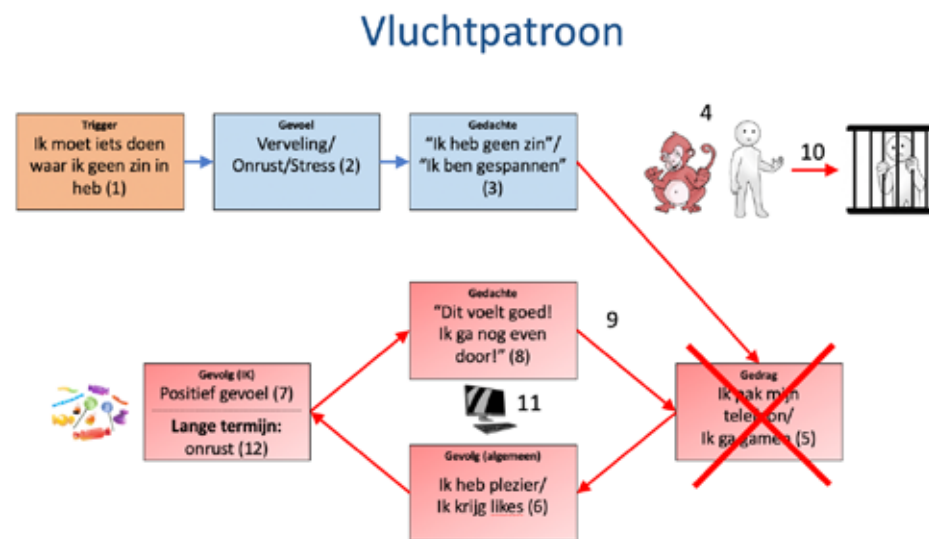 Vluchtpatroon
Trigger
Ik moet iets doen
waar ik geen zin in
heb (1)
Gevoel
Verveling/
Onrust/Stress (2)
Gedachte
“Ik heb geen zin”/
“Ik ben gespannen”
(3)
4
10
Gedachte
“Dit voelt goed!
Ik ga nog even
door!” (8)
9
Gevolg (IK)
Positief gevoel (7)
Lange termijn:
onrust (12)
11
Gedrag
Ik pak mijn
telefoon/
Ik ga gamen (5)
Gevolg (algemeen)
Ik heb plezier/
Ik krijg likes (6)